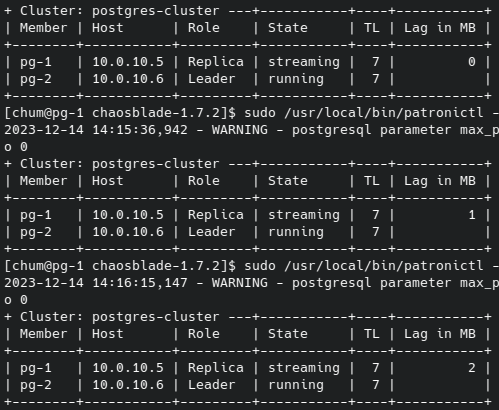 + Cluster: postgres-cluster ---+-----------+----+-----------+
| Member | Host      | Role    | State     | TL | Lag in MB |
+--------+-----------+---------+-----------+----+-----------+
| pg-1   | 10.0.10.5 | Replica | streaming |  7 |         0 |
| pg-2   | 10.0.10.6 | Leader  | running   |  7 |           |
+--------+-----------+---------+-----------+----+-----------+
[chum@pg-1 chaosblade-1.7.2]$ sudo /usr/local/bin/patronictl -
2023-12-14 14:15:36,942 - WARNING - postgresql parameter max_p
o 0
+ Cluster: postgres-cluster ---+-----------+----+-----------+
| Member | Host      | Role    | State     | TL | Lag in MB |
+--------+-----------+---------+-----------+----+-----------+
| pg-1   | 10.0.10.5 | Replica | streaming |  7 |         1 |
| pg-2   | 10.0.10.6 | Leader  | running   |  7 |           |
+--------+-----------+---------+-----------+----+-----------+
[chum@pg-1 chaosblade-1.7.2]$ sudo /usr/local/bin/patronictl -
2023-12-14 14:16:15,147 - WARNING - postgresql parameter max_p
o 0
+ Cluster: postgres-cluster ---+-----------+----+-----------+
| Member | Host      | Role    | State     | TL | Lag in MB |
+--------+-----------+---------+-----------+----+-----------+
| pg-1   | 10.0.10.5 | Replica | streaming |  7 |         2 |
| pg-2   | 10.0.10.6 | Leader  | running   |  7 |           |
+--------+-----------+---------+-----------+----+-----------+